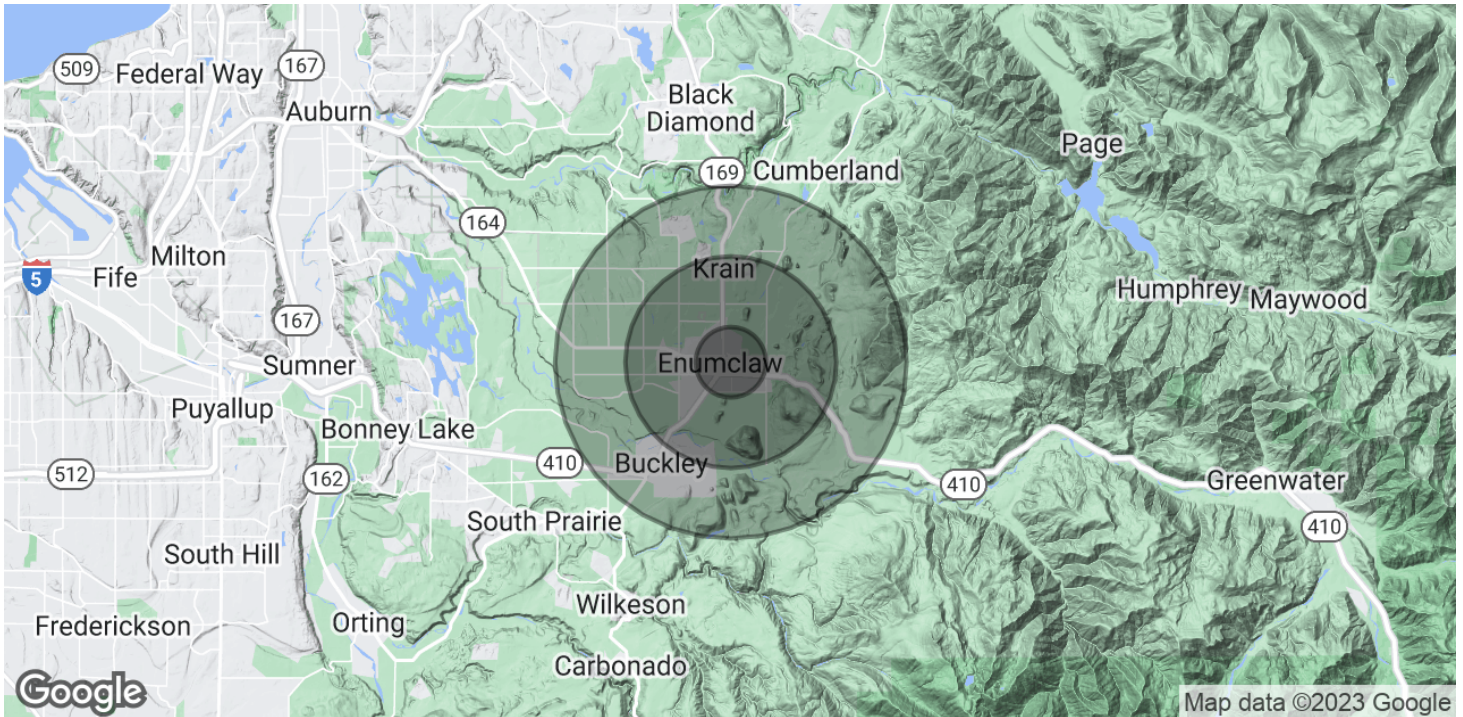 509
Federal Way
167
Auburn
Black
Diamond
Page
169
Cumberland
164
Milton
Krain
5
Fife
Humphrey
Maywood
167
Sumner
Enumclaw
Puyallup
Bonney Lake
512
162
410
Buckley
410
Greenwater
South Prairie
410
South Hill
Wilkeson
Frederickson
Orting
Carbonado
Google
Map data ©2023 Google